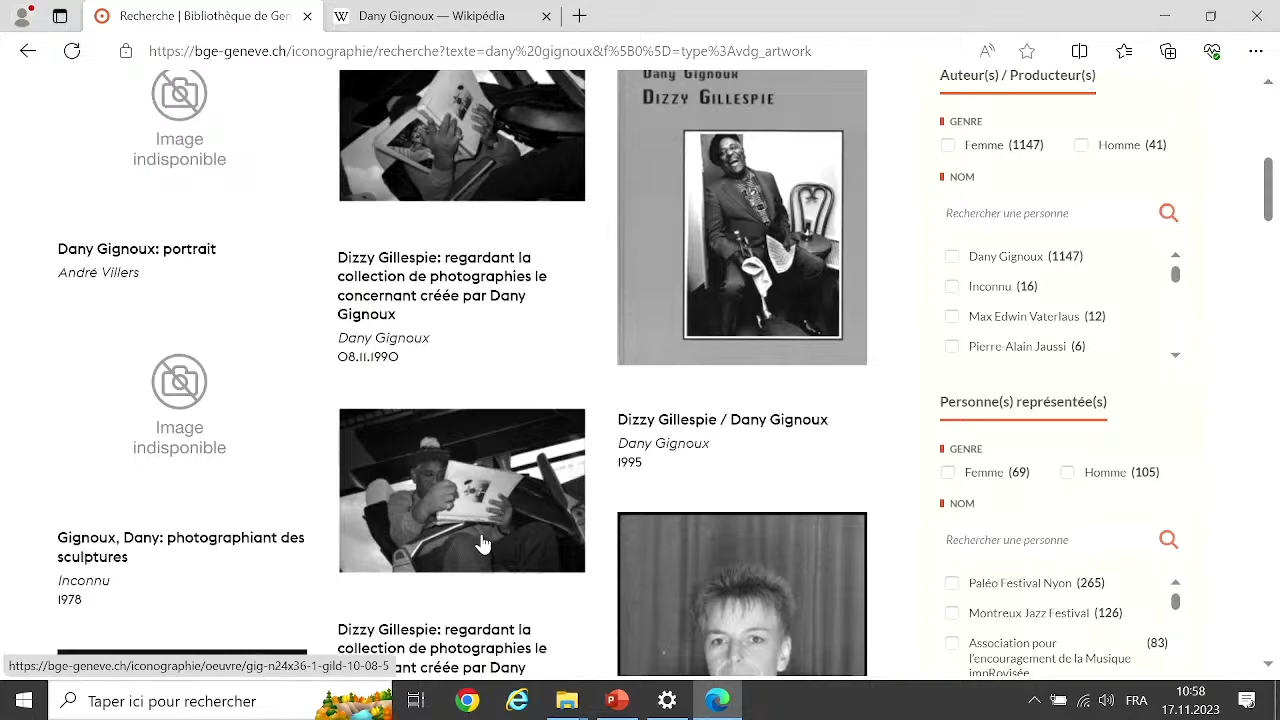 Bibliothèque de Gen
W Dany Gignoux — Wikipédia
https://bge-geneve.ch/iconographie/recherche?texte=dany%20gignoux&f%5B0%5D=type%3Avdg_artwork
Image
indisponible
Dany Gignoux: portrait
André Villers
Image
indisponible
Gignoux, Dany: photographiant des
sculptures
Inconnu
1978
Dizzy Gillespie: regardant la
collection de photographies le
concernant créée par Dany
Gignoux
Dany Gignoux
08.11.1990
Dizzy Gillespie: regardant la
collection de photographies le
ant créée par Dany
Dany Gignoux
Dizzy Gillespie
Dizzy Gillespie / Dany Gignoux
Dany Gignoux
1995
Auteur(s) / Producteur(s)
GENRE
Femme (1147) Homme (41)
NOM
Rechercher une personne
Dany Gignoux (1147)
Inconnu (16)
Max Edwin Vaterlaus (12)
Pierre-Alain Jaussi (6)
Personne(s) représentée(s)
GENRE
Femme (69) Homme (105)
NOM
Rechercher une personne
Paléo Festival Nyon (265)
Montreux Jazz Festival (126)
Association pour (83)
l'encouragement de la Musique
impRovisée
https://bge-geneve.ch/iconographie/oeuvre/gig-n24x36-1-gild-10-08-5
Taper ici pour rechercher
FRA
10:58
17.11.2023